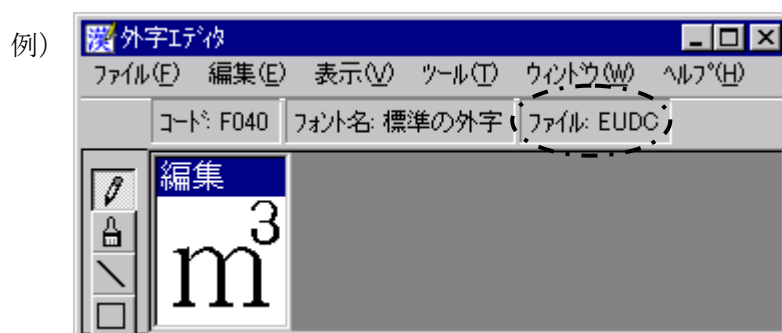 例）
外字ｴﾃﾞｨﾀ
ﾌｧｲﾙ(F) 編集(E) 表示(V) ﾂｰﾙ(T) ｳｨﾝﾄﾞｳ(W) ﾍﾙﾌﾟ(H)
ｺｰﾄﾞ: F040 ﾌｫﾝﾄ名: 標準の外字 ﾌｧｲﾙ: EUDC
編集
m³